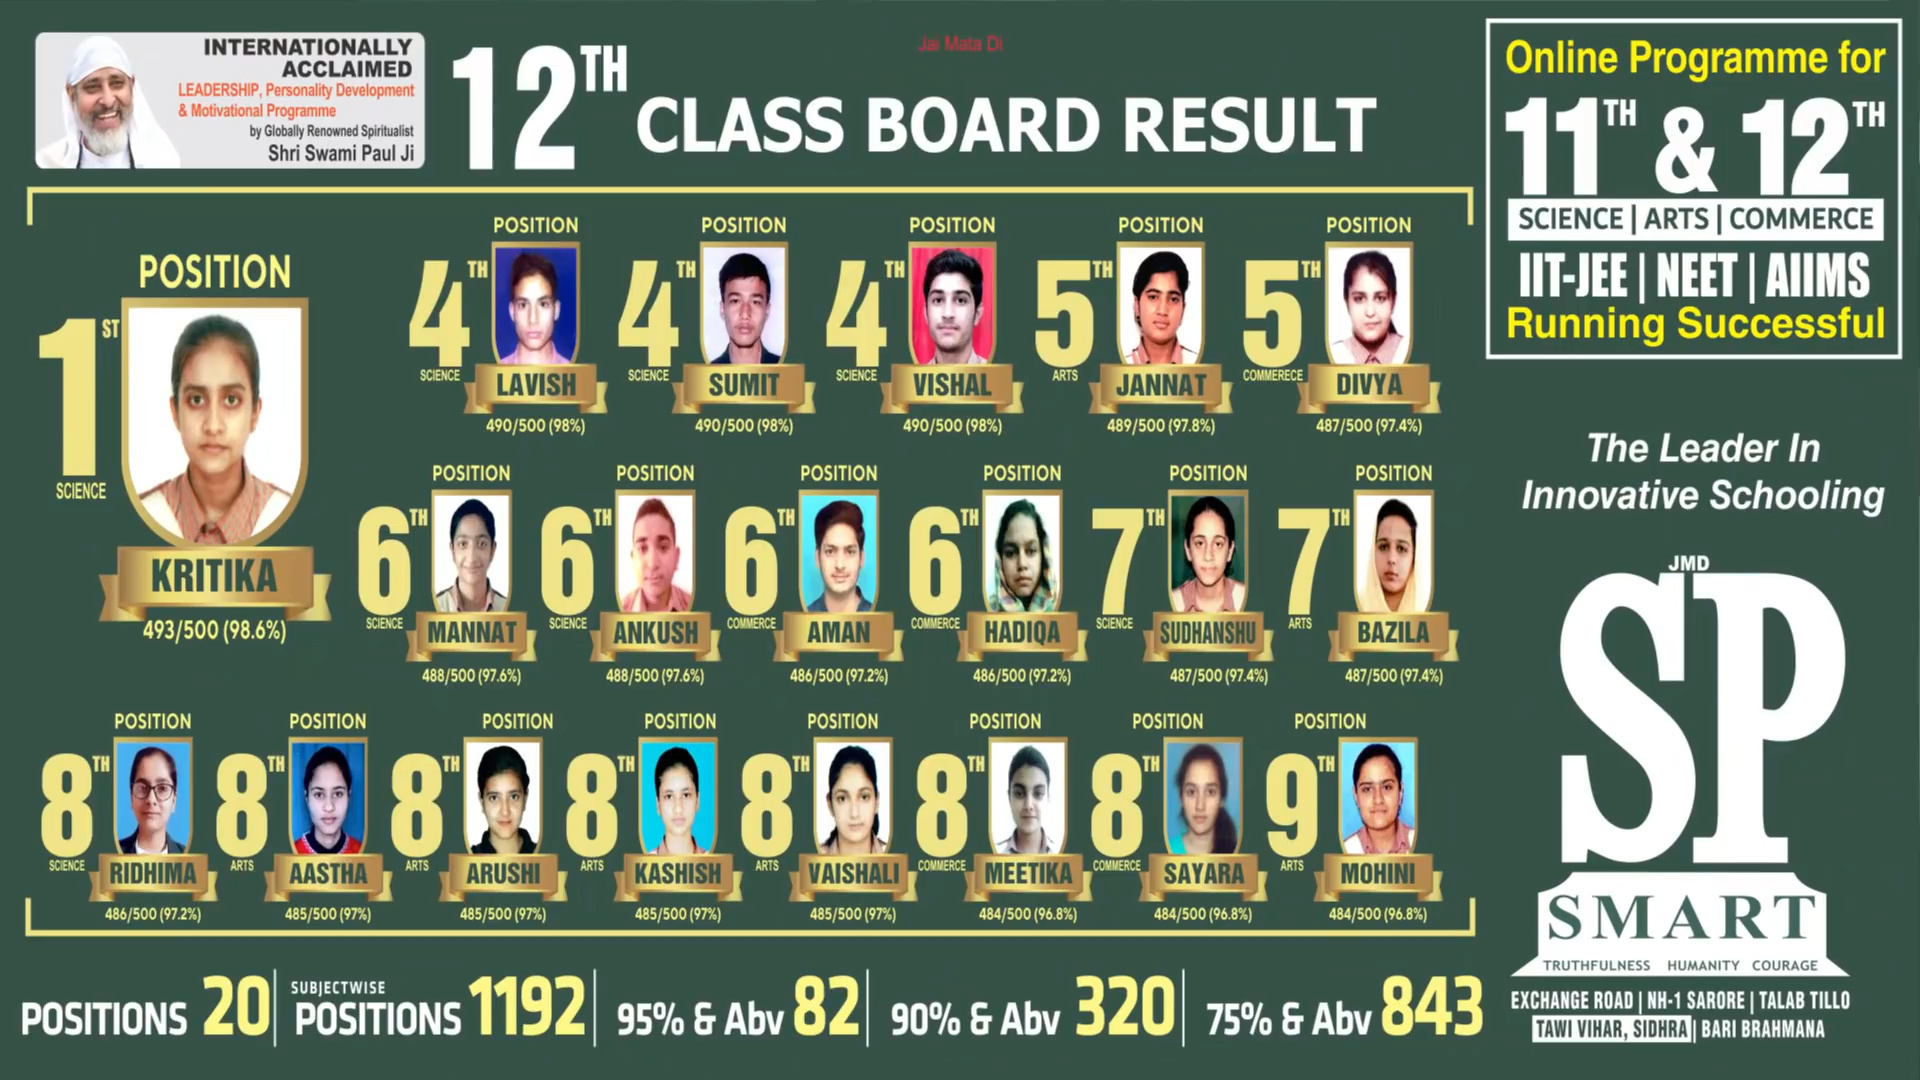 Jai Mata Di
INTERNATIONALLY
ACCLAIMED
LEADERSHIP, Personality Development
& Motivational Programme
by Globally Renowned Spiritualist
Shri Swami Paul Ji
12TH CLASS BOARD RESULT
POSITION
1ST
SCIENCE
KRITIKA
493/500 (98.6%)
POSITION
4TH
SCIENCE
LAVISH
490/500 (98%)
POSITION
4TH
SCIENCE
SUMIT
490/500 (98%)
POSITION
4TH
SCIENCE
VISHAL
490/500 (98%)
POSITION
5TH
ARTS
JANNAT
489/500 (97.8%)
POSITION
5TH
COMMERECE
DIVYA
487/500 (97.4%)
POSITION
6TH
SCIENCE
MANNAT
488/500 (97.6%)
POSITION
6TH
SCIENCE
ANKUSH
488/500 (97.6%)
POSITION
6TH
COMMERCE
AMAN
486/500 (97.2%)
POSITION
6TH
COMMERCE
HADIQA
486/500 (97.2%)
POSITION
7TH
SCIENCE
SUDHANSHU
487/500 (97.4%)
POSITION
7TH
ARTS
BAZILA
487/500 (97.4%)
POSITION
8TH
SCIENCE
RIDHIMA
486/500 (97.2%)
POSITION
8TH
ARTS
AASTHA
485/500 (97%)
POSITION
8TH
ARTS
ARUSHI
485/500 (97%)
POSITION
8TH
ARTS
KASHISH
485/500 (97%)
POSITION
8TH
ARTS
VAISHALI
485/500 (97%)
POSITION
8TH
COMMERCE
MEETIKA
484/500 (96.8%)
POSITION
8TH
COMMERCE
SAYARA
484/500 (96.8%)
POSITION
9TH
ARTS
MOHINI
484/500 (96.8%)
POSITIONS 20
SUBJECTWISE
POSITIONS 1192
95% & Abv 82
90% & Abv 320
75% & Abv 843
Online Programme for
11TH & 12TH
SCIENCE | ARTS | COMMERCE
IIT-JEE | NEET | AIIMS
Running Successful
The Leader In
Innovative Schooling
JMD
SP
SMART
TRUTHFULNESS HUMANITY COURAGE
EXCHANGE ROAD | NH-1 SARORE | TALAB TILLO
TAWI VIHAR, SIDHRA | BARI BRAHMANA